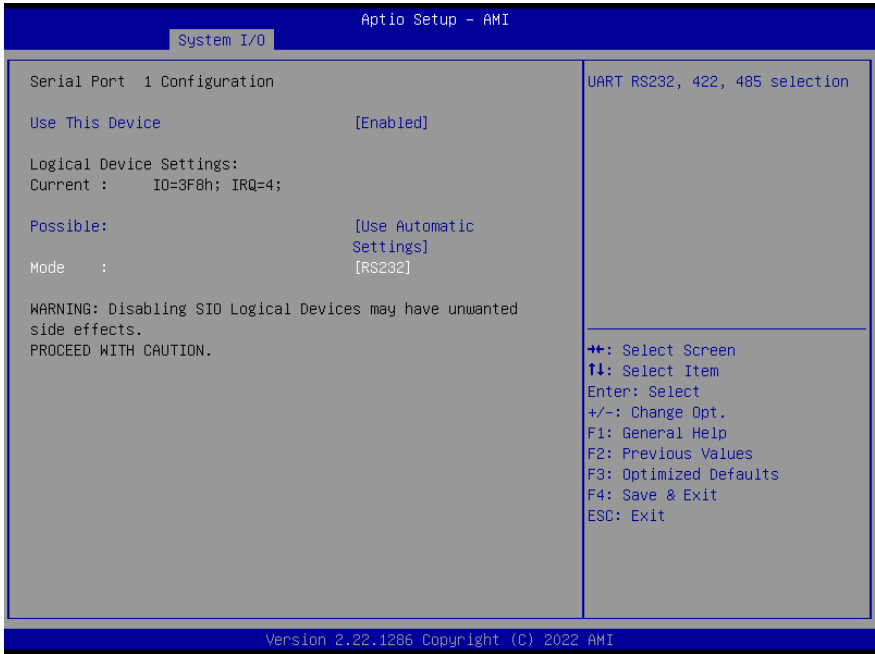 Aptio Setup – AMI
System I/O
Serial Port 1 Configuration
Use This Device [Enabled]
Logical Device Settings:
Current : IO=3F8h; IRQ=4;
Possible: [Use Automatic
Settings]
Mode : [RS232]
WARNING: Disabling SIO Logical Devices may have unwanted
side effects.
PROCEED WITH CAUTION.
UART RS232, 422, 485 selection
→←: Select Screen
↑↓: Select Item
Enter: Select
+/-: Change Opt.
F1: General Help
F2: Previous Values
F3: Optimized Defaults
F4: Save & Exit
ESC: Exit
Version 2.22.1286 Copyright (C) 2022 AMI